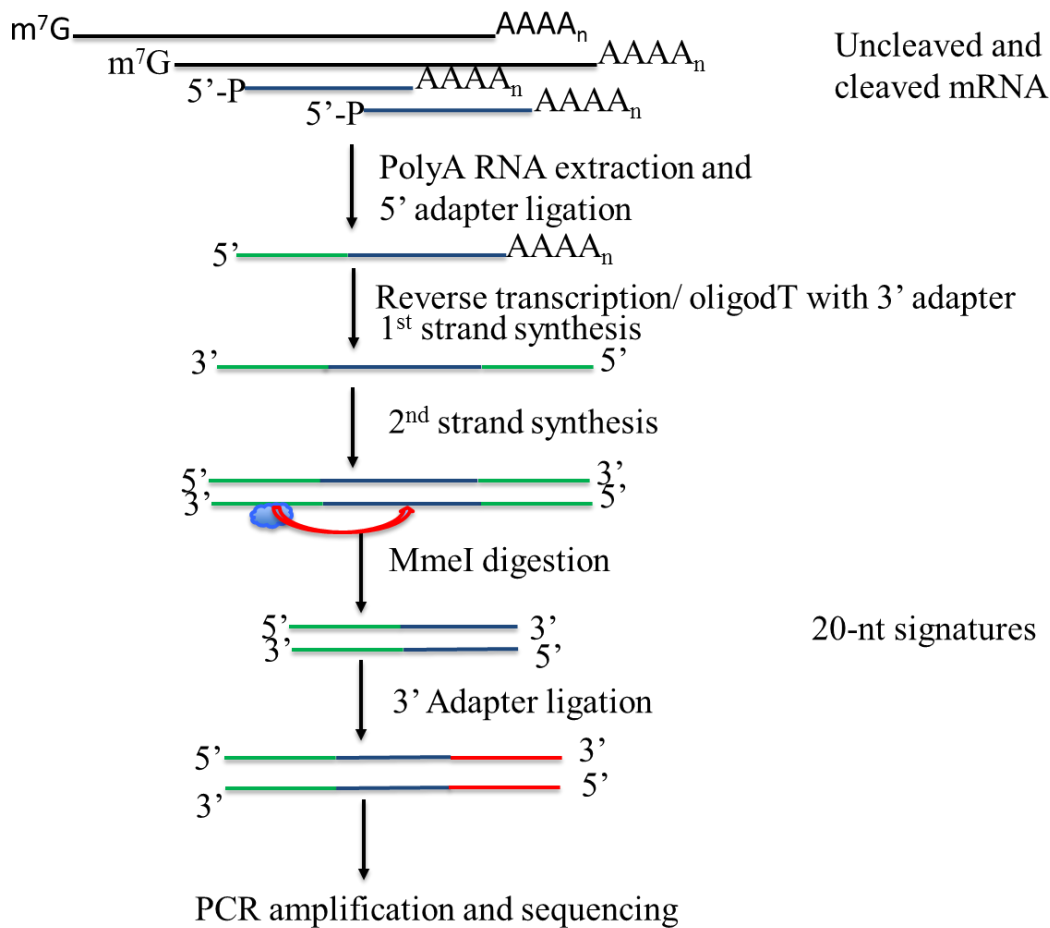 m⁷G AAAAₙ
m⁷G AAAAₙ
5’-P AAAAₙ
5’-P AAAAₙ
Uncleaved and
cleaved mRNA
PolyA RNA extraction and
5’ adapter ligation
5’ AAAAₙ
Reverse transcription/ oligodT with 3’ adapter
1ˢᵗ strand synthesis
3’ 5’
2ⁿᵈ strand synthesis
5’ 3’
3’ 5’
MmeI digestion
5’ 3’
3’ 5’
20-nt signatures
3’ Adapter ligation
5’ 3’
3’ 5’
PCR amplification and sequencing